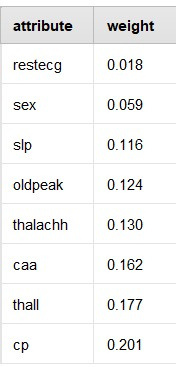 attribute weight
restecg 0.018
sex 0.059
slp 0.116
oldpeak 0.124
thalachh 0.130
caa 0.162
thall 0.177
cp 0.201